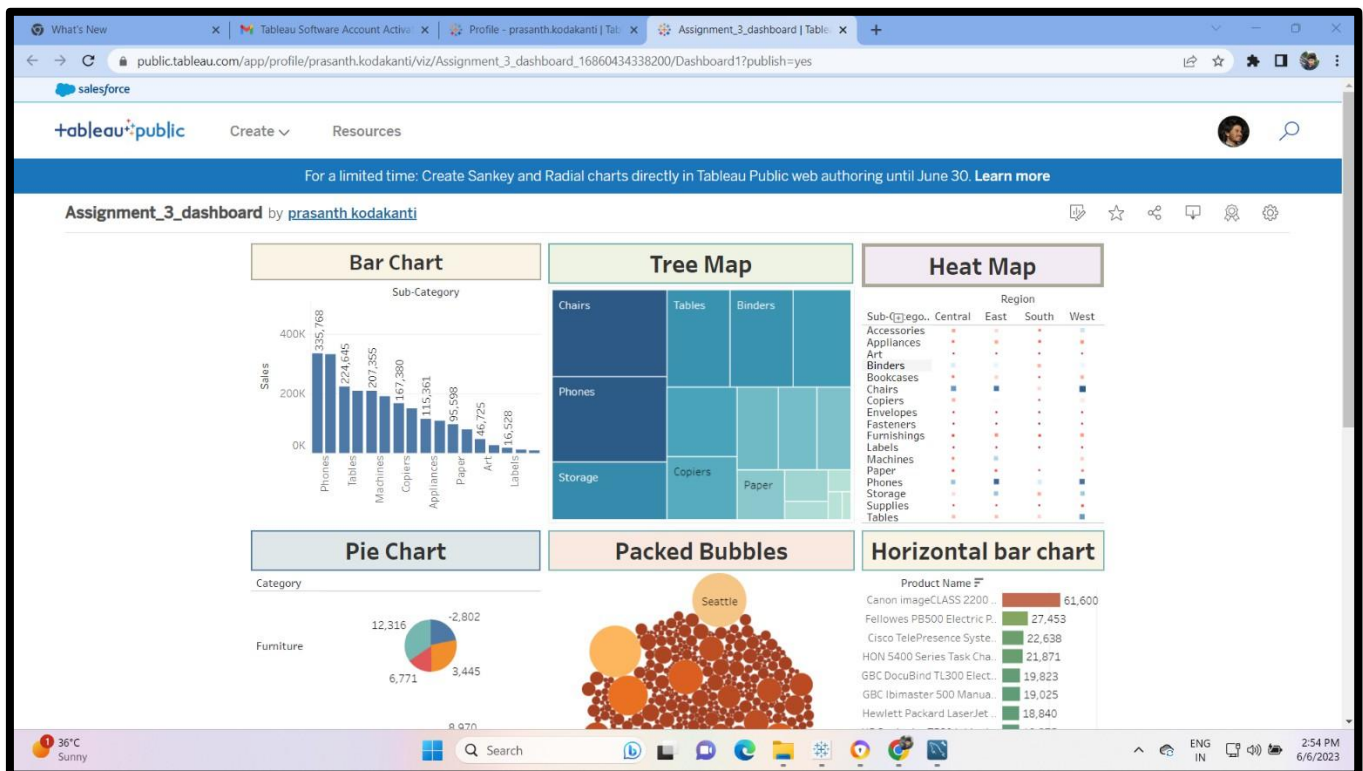 What's New
Tableau Software Account Activa
Profile - prasanth.kodakanti | Tab
Assignment_3_dashboard | Table
public.tableau.com/app/profile/prasanth.kodakanti/viz/Assignment_3_dashboard_16860434338200/Dashboard1?publish=yes
salesforce
+ableau public
Create
Resources
For a limited time: Create Sankey and Radial charts directly in Tableau Public web authoring until June 30. Learn more
Assignment_3_dashboard by prasanth kodakanti
Bar Chart
Sub-Category
Sales
400K
200K
0K
335,768
224,645
207,355
167,380
115,361
95,598
46,725
16,528
Phones
Tables
Machines
Copiers
Appliances
Paper
Art
Labels
Tree Map
Chairs
Tables
Binders
Phones
Storage
Copiers
Paper
Heat Map
Region
Sub-C ego.. Central East South West
Accessories
Appliances
Art
Binders
Bookcases
Chairs
Copiers
Envelopes
Fasteners
Furnishings
Labels
Machines
Paper
Phones
Storage
Supplies
Tables
Pie Chart
Category
Furniture
12,316
-2,802
6,771
3,445
8,970
Packed Bubbles
Seattle
Horizontal bar chart
Product Name
Canon imageCLASS 2200 .. 61,600
Fellowes PB500 Electric P.. 27,453
Cisco TelePresence Syste.. 22,638
HON 5400 Series Task Cha.. 21,871
GBC DocuBind TL300 Elect.. 19,823
GBC Ibimaster 500 Manua.. 19,025
Hewlett Packard LaserJet .. 18,840
1
36°C
Sunny
Search
ENG
IN
2:54 PM
6/6/2023